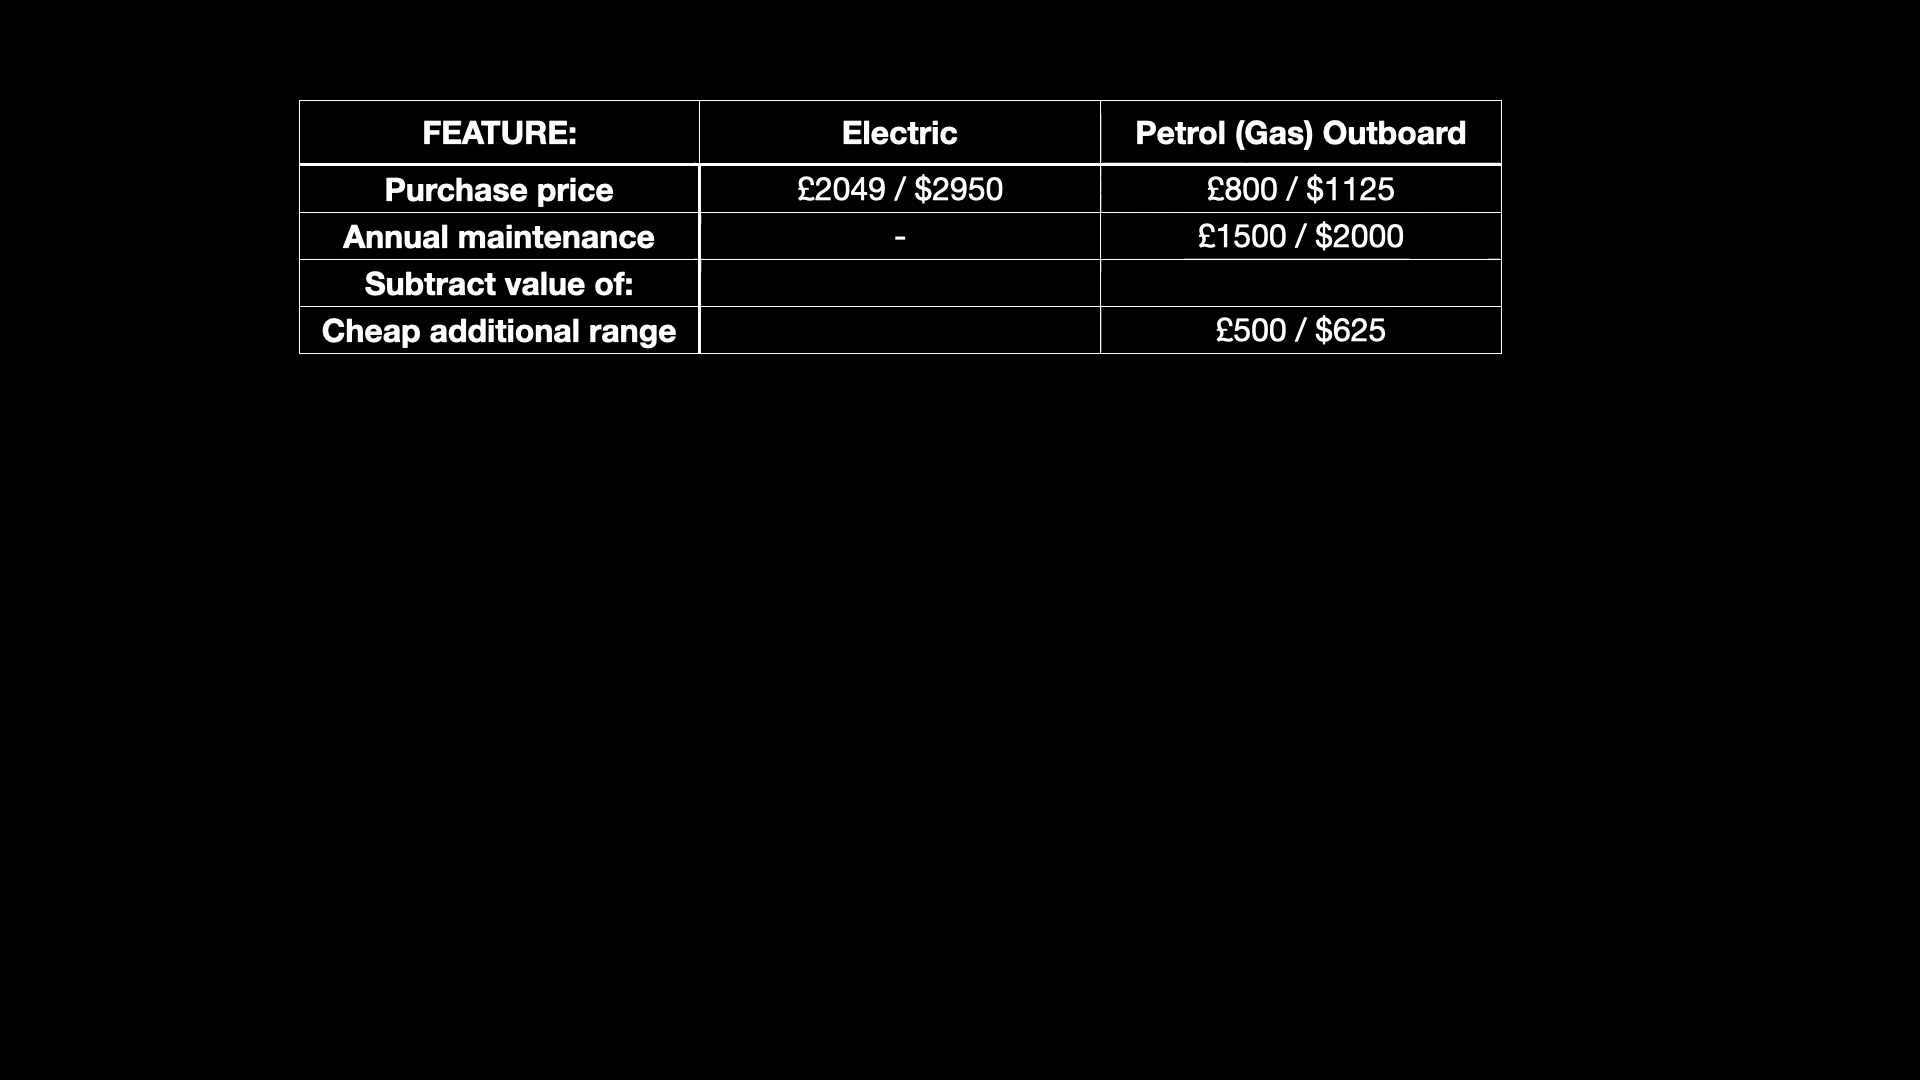 FEATURE: Electric Petrol (Gas) Outboard
Purchase price £2049 / $2950 £800 / $1125
Annual maintenance - £1500 / $2000
Subtract value of:
Cheap additional range £500 / $625